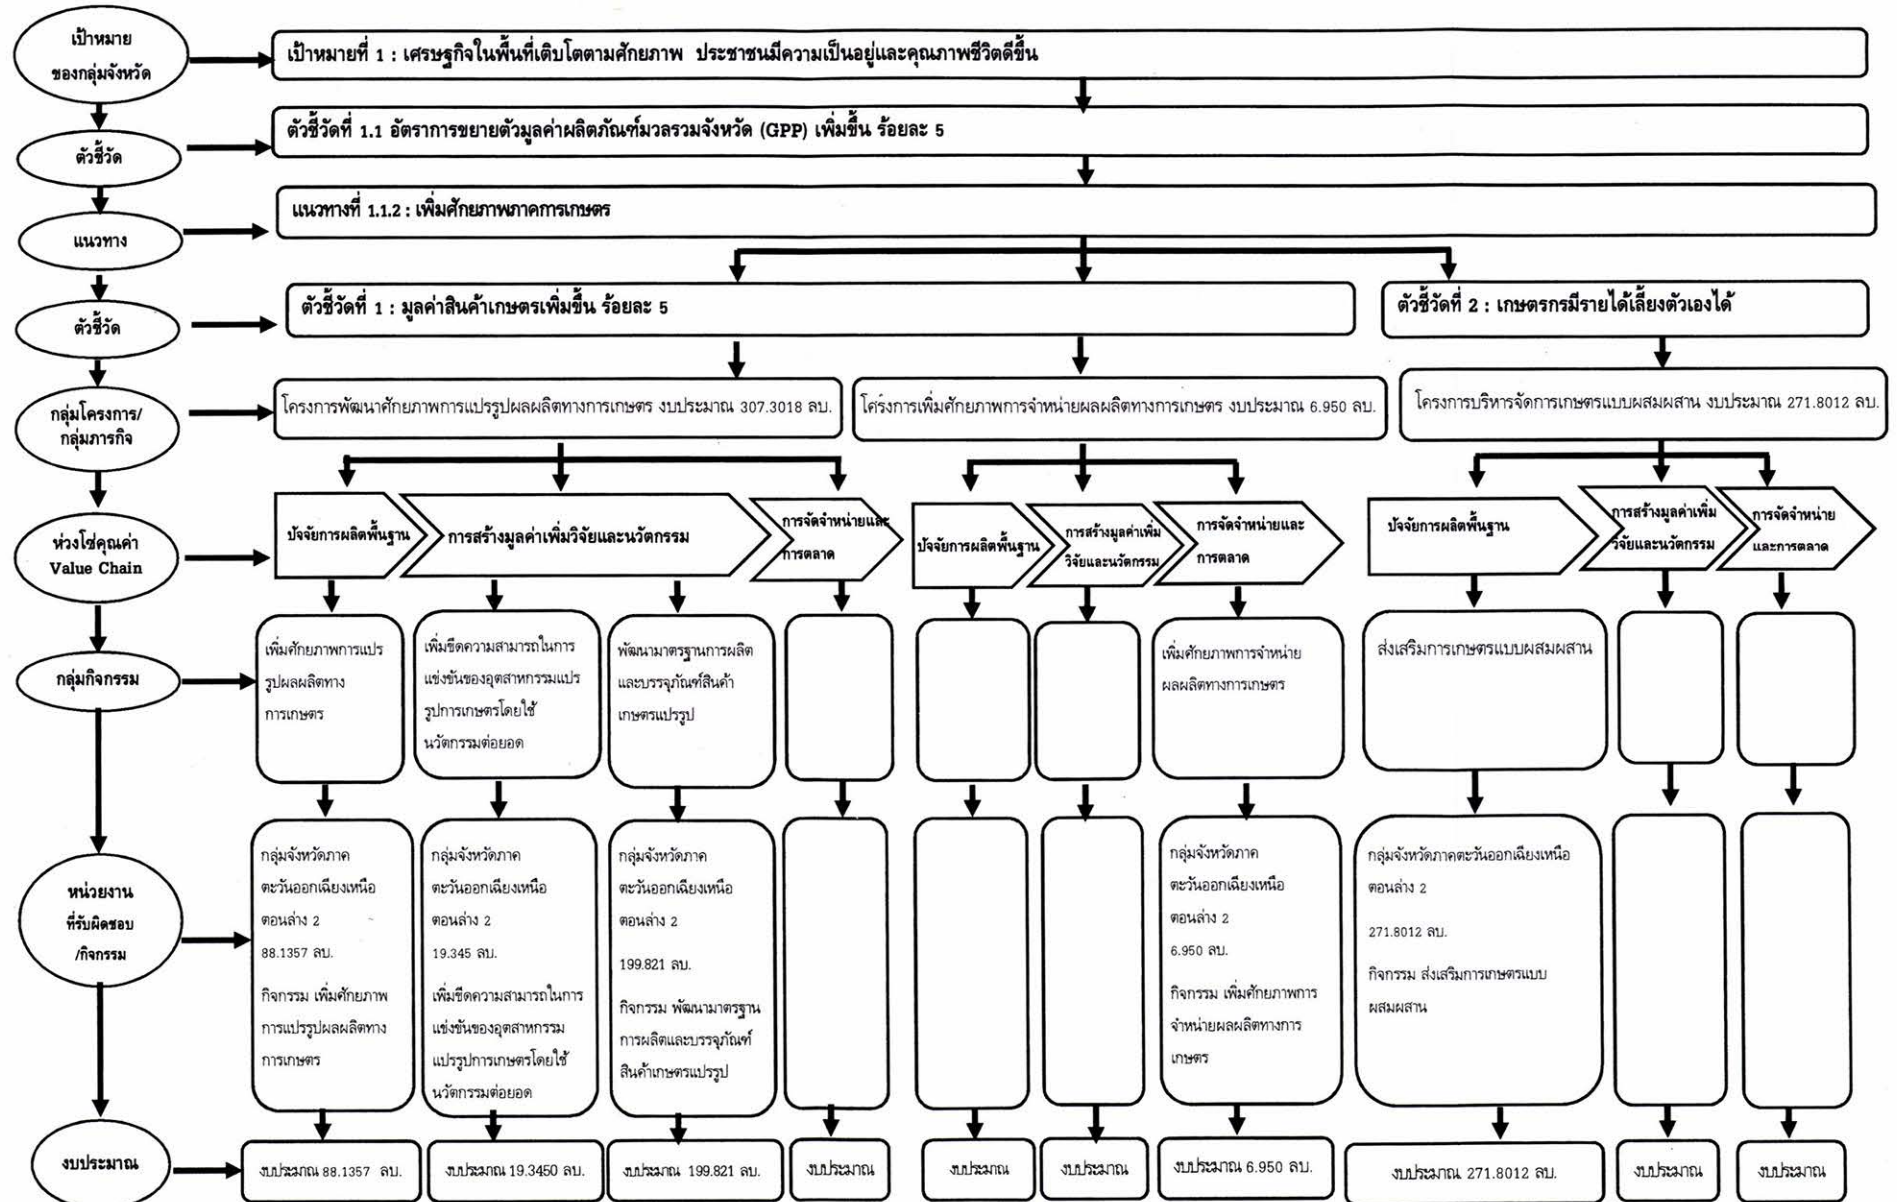 เป้าหมาย
ของกลุ่มจังหวัด
เป้าหมายที่ 1 : เศรษฐกิจในพื้นที่เติบโตตามศักยภาพ ประชาชนมีความเป็นอยู่และคุณภาพชีวิตดีขึ้น
ตัวชี้วัด
ตัวชี้วัดที่ 1.1 อัตราการขยายตัวมูลค่าผลิตภัณฑ์มวลรวมจังหวัด (GPP) เพิ่มขึ้น ร้อยละ 5
แนวทาง
แนวทางที่ 1.1.2 : เพิ่มศักยภาพภาคการเกษตร
ตัวชี้วัด
ตัวชี้วัดที่ 1 : มูลค่าสินค้าเกษตรเพิ่มขึ้น ร้อยละ 5
ตัวชี้วัดที่ 2 : เกษตรกรมีรายได้เลี้ยงตัวเองได้
กลุ่มโครงการ/
กลุ่มภารกิจ
โครงการพัฒนาศักยภาพการแปรรูปผลผลิตทางการเกษตร งบประมาณ 307.3018 ลบ.
โครงการเพิ่มศักยภาพการจำหน่ายผลผลิตทางการเกษตร งบประมาณ 6.950 ลบ.
โครงการบริหารจัดการเกษตรแบบผสมผสาน งบประมาณ 271.8012 ลบ.
ห่วงโซ่คุณค่า
Value Chain
ปัจจัยการผลิตพื้นฐาน
การสร้างมูลค่าเพิ่มวิจัยและนวัตกรรม
การจัดจำหน่ายและ
การตลาด
ปัจจัยการผลิตพื้นฐาน
การสร้างมูลค่าเพิ่ม
วิจัยและนวัตกรรม
การจัดจำหน่ายและ
การตลาด
ปัจจัยการผลิตพื้นฐาน
การสร้างมูลค่าเพิ่ม
วิจัยและนวัตกรรม
การจัดจำหน่าย
และการตลาด
กลุ่มกิจกรรม
เพิ่มศักยภาพการแปร
รูปผลผลิตทาง
การเกษตร
เพิ่มขีดความสามารถในการ
แข่งขันของอุตสาหกรรมแปร
รูปการเกษตรโดยใช้
นวัตกรรมต่อยอด
พัฒนามาตรฐานการผลิต
และบรรจุภัณฑ์สินค้า
เกษตรแปรรูป
เพิ่มศักยภาพการจำหน่าย
ผลผลิตทางการเกษตร
ส่งเสริมการเกษตรแบบผสมผสาน
หน่วยงาน
ที่รับผิดชอบ
/กิจกรรม
กลุ่มจังหวัดภาค
ตะวันออกเฉียงเหนือ
ตอนล่าง 2
88.1357 ลบ.
กิจกรรม เพิ่มศักยภาพ
การแปรรูปผลผลิตทาง
การเกษตร
กลุ่มจังหวัดภาค
ตะวันออกเฉียงเหนือ
ตอนล่าง 2
19.345 ลบ.
เพิ่มขีดความสามารถในการ
แข่งขันของอุตสาหกรรม
แปรรูปการเกษตรโดยใช้
นวัตกรรมต่อยอด
กลุ่มจังหวัดภาค
ตะวันออกเฉียงเหนือ
ตอนล่าง 2
199.821 ลบ.
กิจกรรม พัฒนามาตรฐาน
การผลิตและบรรจุภัณฑ์
สินค้าเกษตรแปรรูป
กลุ่มจังหวัดภาค
ตะวันออกเฉียงเหนือ
ตอนล่าง 2
6.950 ลบ.
กิจกรรม เพิ่มศักยภาพการ
จำหน่ายผลผลิตทางการ
เกษตร
กลุ่มจังหวัดภาคตะวันออกเฉียงเหนือ
ตอนล่าง 2
271.8012 ลบ.
กิจกรรม ส่งเสริมการเกษตรแบบ
ผสมผสาน
งบประมาณ
งบประมาณ 88.1357 ลบ.
งบประมาณ 19.3450 ลบ.
งบประมาณ 199.821 ลบ.
งบประมาณ
งบประมาณ
งบประมาณ
งบประมาณ 6.950 ลบ.
งบประมาณ 271.8012 ลบ.
งบประมาณ
งบประมาณ